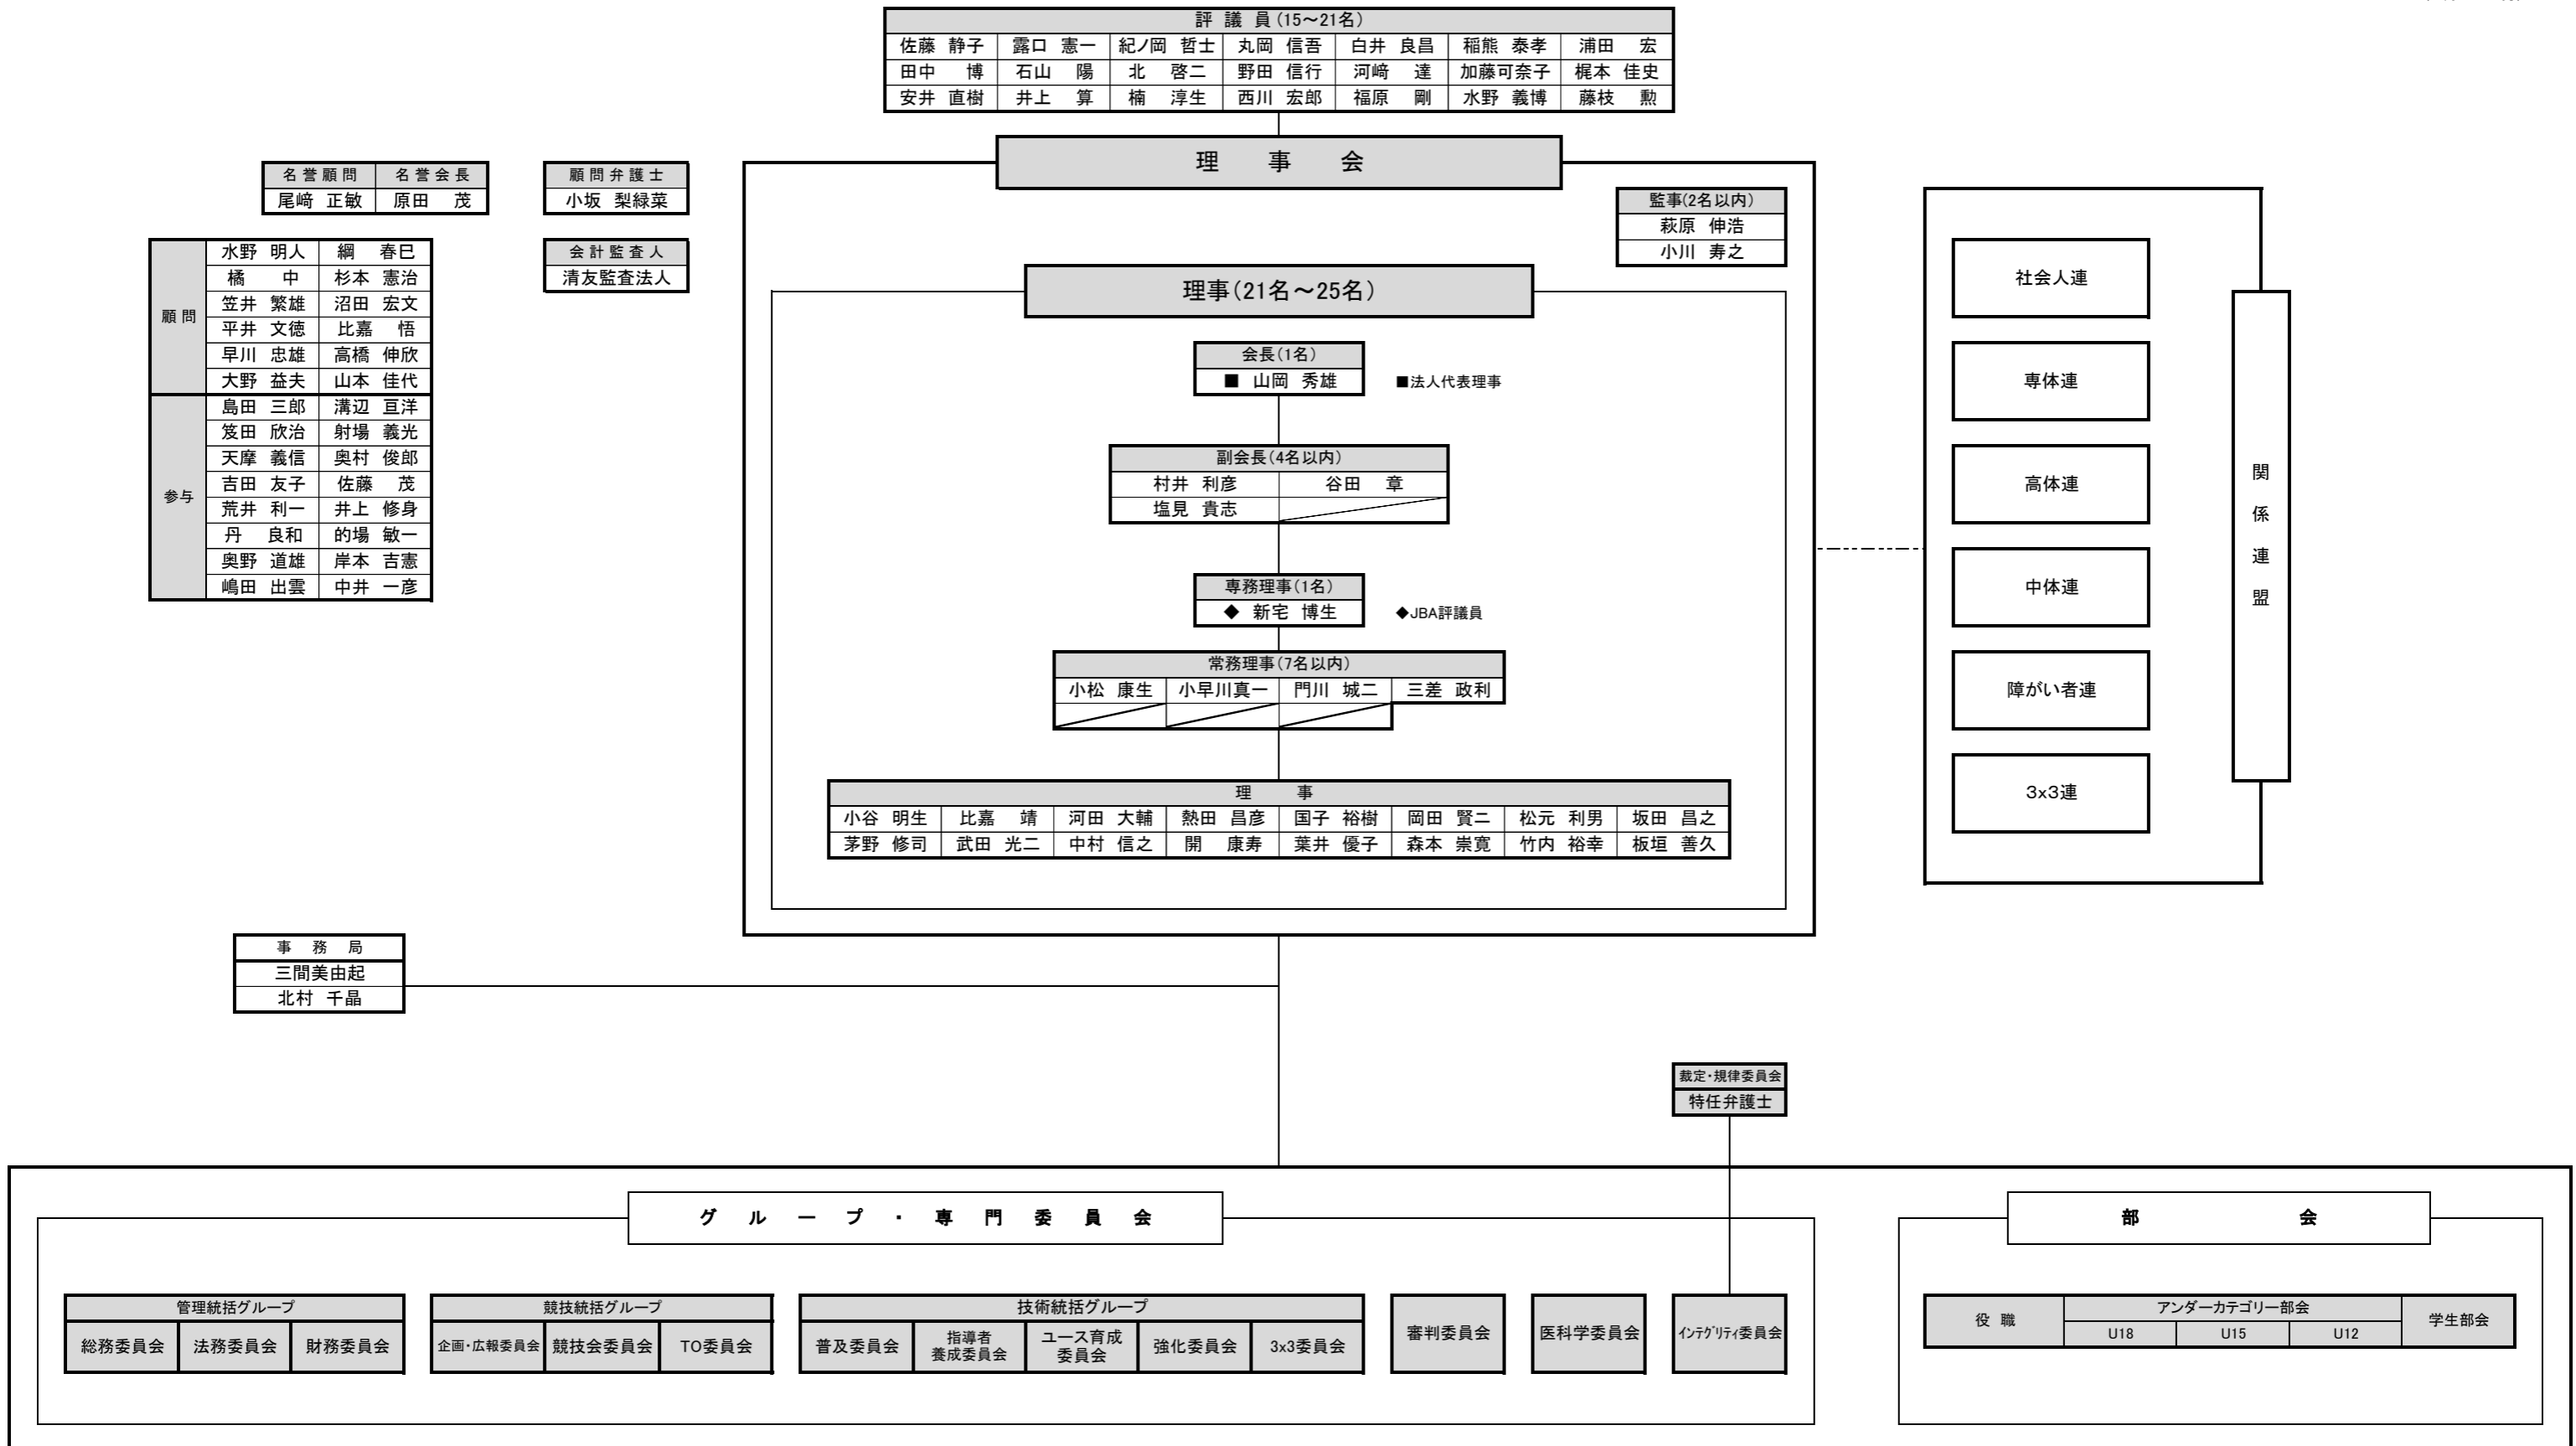 評 議 員(15～21名)
佐藤 静子 露口 憲一 紀ノ岡 哲士 丸岡 信吾 白井 良昌 稲熊 泰孝 浦田 宏
田中 博 石山 陽 北 啓二 野田 信行 河﨑 達 加藤可奈子 梶本 佳史
安井 直樹 井上 算 楠 淳生 西川 宏郎 福原 剛 水野 義博 藤枝 勲
理 事 会
名 誉 顧 問 名 誉 会 長
尾﨑 正敏 原田 茂
顧 問 弁 護 士
小坂 梨緑菜
会 計 監 査 人
清友監査法人
監事(2名以内)
萩原 伸浩
小川 寿之
顧 問
水野 明人 綱 春巳
橘 中 杉本 憲治
笠井 繁雄 沼田 宏文
平井 文徳 比嘉 悟
早川 忠雄 高橋 伸欣
大野 益夫 山本 佳代
参与
島田 三郎 溝辺 亘洋
笈田 欣治 射場 義光
天摩 義信 奥村 俊郎
吉田 友子 佐藤 茂
荒井 利一 井上 修身
丹 良和 的場 敏一
奥野 道雄 岸本 吉憲
嶋田 出雲 中井 一彦
理事(21名～25名)
会長(1名)
■ 山岡 秀雄
■法人代表理事
副会長(4名以内)
村井 利彦 谷田 章
塩見 貴志
専務理事(1名)
◆ 新宅 博生
◆JBA評議員
常務理事(7名以内)
小松 康生 小早川真一 門川 城二 三差 政利
理 事
小谷 明生 比嘉 靖 河田 大輔 熱田 昌彦 国子 裕樹 岡田 賢二 松元 利男 坂田 昌之
茅野 修司 武田 光二 中村 信之 開 康寿 葉井 優子 森本 崇寛 竹内 裕幸 板垣 善久
社会人連
専体連
高体連
中体連
障がい者連
3x3連
関係連盟
事 務 局
三間美由起
北村 千晶
裁定・規律委員会
特任弁護士
グ ル ー プ ・ 専 門 委 員 会
管理統括グループ
総務委員会 法務委員会 財務委員会
競技統括グループ
企画・広報委員会 競技会委員会 TO委員会
技術統括グループ
普及委員会
指導者
養成委員会
ユース育成
委員会
強化委員会 3x3委員会
審判委員会
医科学委員会
インテグリティ委員会
部 会
役 職
アンダーカテゴリー部会
U18 U15 U12
学生部会